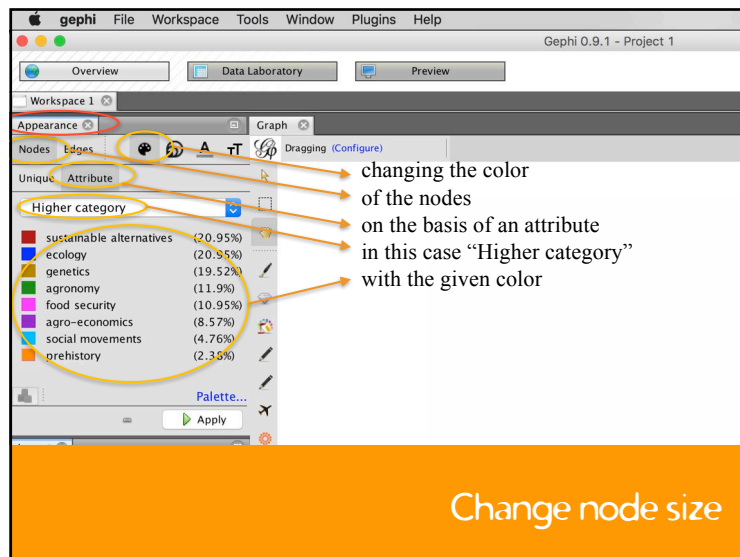 gephi File Workspace Tools Window Plugins Help
Gephi 0.9.1 - Project 1
Overview Data Laboratory Preview
Workspace 1
Appearance Graph
Nodes Edges A TT Dragging (Configure)
Unique Attribute
Higher category
sustainable alternatives (20.95%)
ecology (20.95%)
genetics (19.52%)
agronomy (11.9%)
food security (10.95%)
agro-economics (8.57%)
social movements (4.76%)
prehistory (2.38%)
Palette...
Apply
changing the color
of the nodes
on the basis of an attribute
in this case “Higher category”
with the given color
Change node size